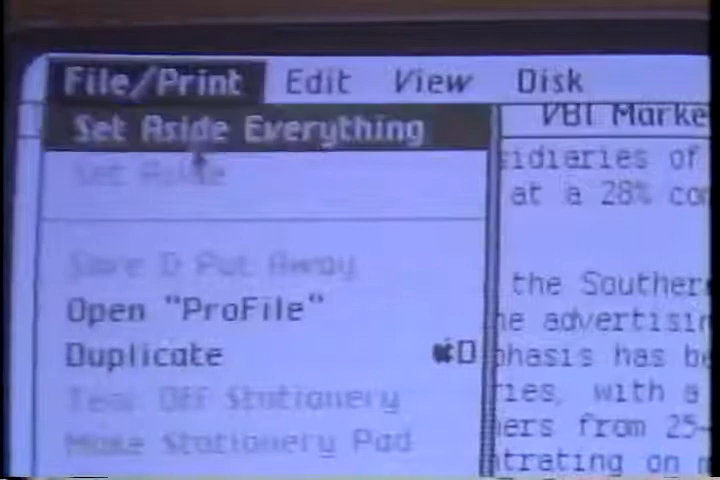 File/Print Edit View Disk
Set Aside Everything
VBI Marke
Set Aside
sidiaries of
at a 28% co
Save & Put Away
Open "ProFile"
the Souther
he advertisin
Duplicate D
phasis has be
Tear Off Stationery
ries, with a
Make Stationery Pad
ers from 25-
trating on